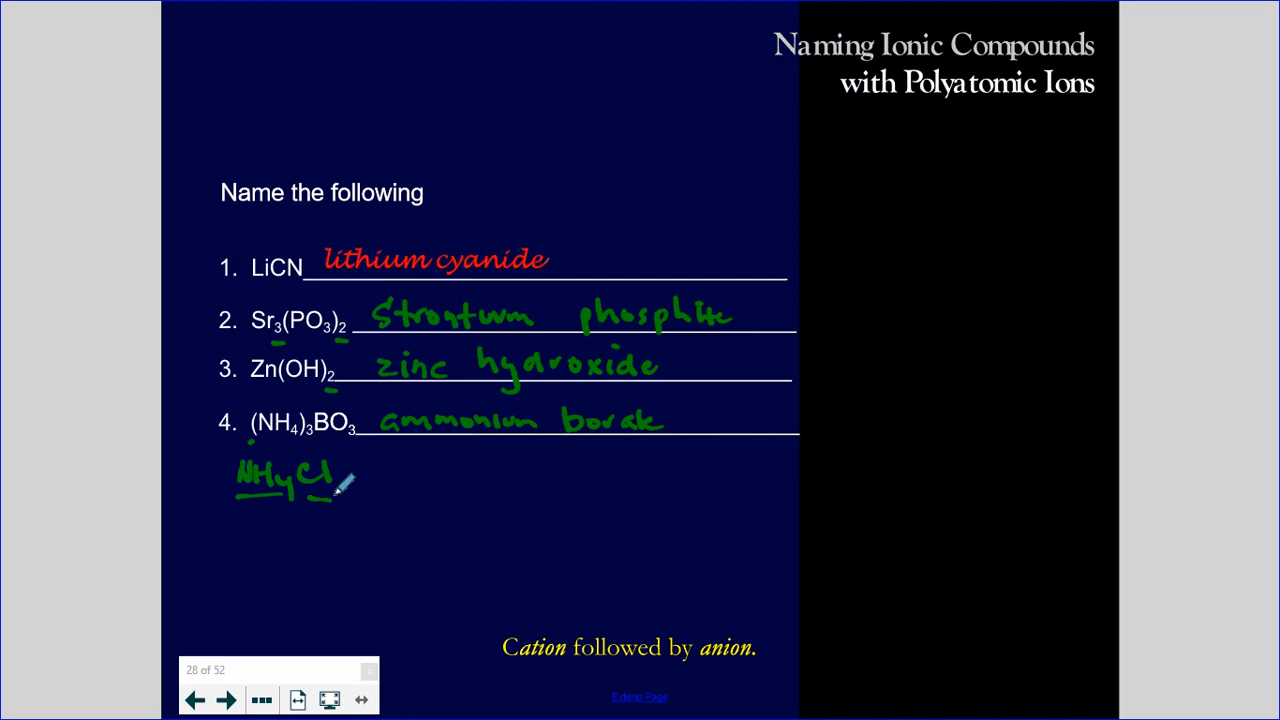 Naming Ionic Compounds
with Polyatomic Ions
Name the following
1. LiCN lithium cyanide
2. Sr₃(PO₃)₂ Strontium phosphite
3. Zn(OH)₂ zinc hydroxide
4. (NH₄)₃BO₃ ammonium borate
NH₄Cl
Cation followed by anion.
28 of 52
Extend Page